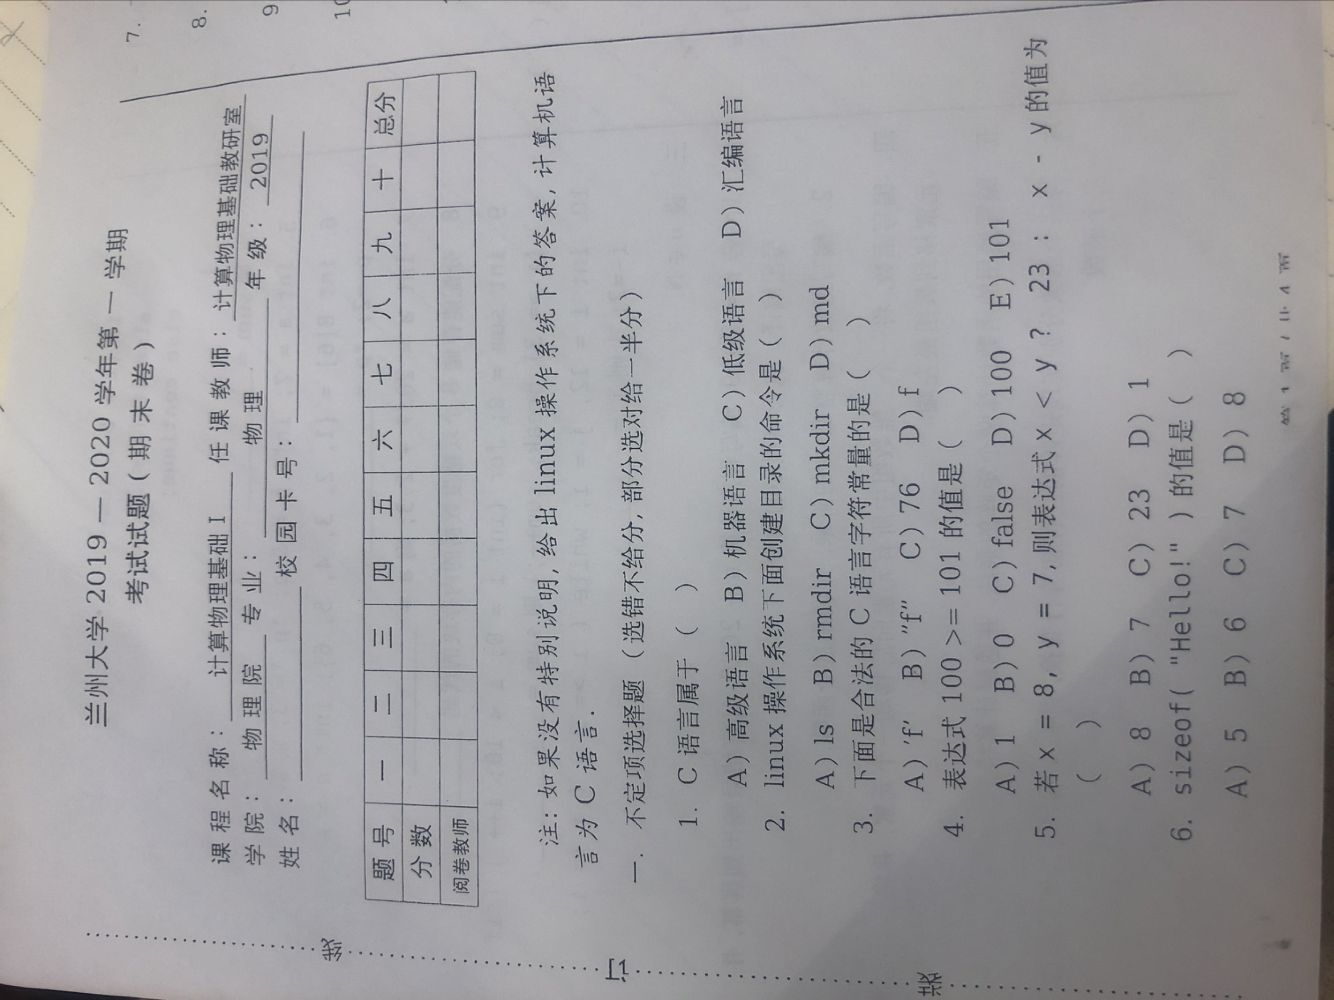 兰州大学 2019 — 2020 学年第 一 学期
考试试题 ( 期 末 卷 )
课 程 名 称 : 计算物理基础 I 任 课 教 师 : 计算物理基础教研室
学 院 : 物 理 院 专 业 : 物 理 年 级 : 2019
姓 名 : 校 园 卡 号 :
题 号 一 二 三 四 五 六 七 八 九 十 总分
分 数
阅卷教师
注: 如果没有特别说明, 给出 linux 操作系统下的答案, 计算机语
言为 C 语言.
一. 不定项选择题 (选错不给分, 部分选对给一半分)
1. C 语言属于 ( )
A) 高级语言 B) 机器语言 C) 低级语言 D) 汇编语言
2. linux 操作系统下面创建目录的命令是 ( )
A) ls B) rmdir C) mkdir D) md
3. 下面是合法的 C 语言字符常量的是 ( )
A) 'f' B) "f" C) 76 D) f
4. 表达式 100 >= 101 的值是 ( )
A) 1 B) 0 C) false D) 100 E) 101
5. 若 x = 8, y = 7, 则表达式 x < y ? 23 : x - y 的值为
( )
A) 8 B) 7 C) 23 D) 1
6. sizeof( "Hello!" ) 的值是 ( )
A) 5 B) 6 C) 7 D) 8
线
订
7.
8.
9
10